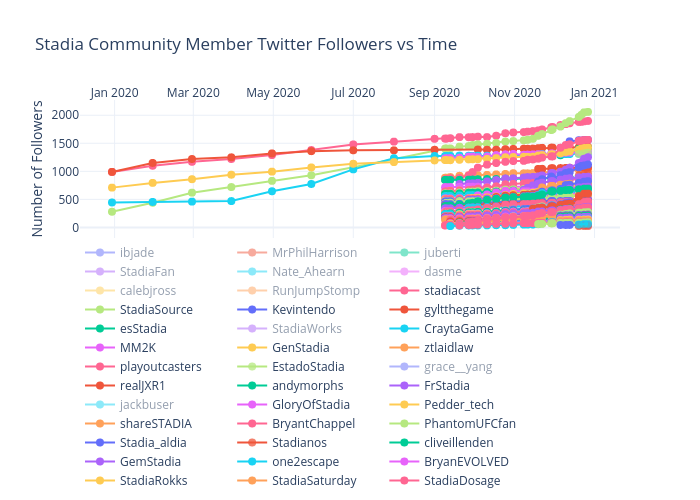 Stadia Community Member Twitter Followers vs Time
Jan 2020 Mar 2020 May 2020 Jul 2020 Sep 2020 Nov 2020 Jan 2021
Number of Followers
2000
1500
1000
500
0
ibjade MrPhilHarrison juberti
StadiaFan Nate_Ahearn dasme
calebjross RunJumpStomp stadiacast
StadiaSource Kevintendo gyltthegame
esStadia StadiaWorks CraytaGame
MM2K GenStadia ztlaidlaw
playoutcasters EstadoStadia grace__yang
realJXR1 andymorphs FrStadia
jackbuser GloryOfStadia Pedder_tech
shareSTADIA BryantChappel PhantomUFCfan
Stadia_aldia Stadianos cliveillenden
GemStadia one2escape BryanEVOLVED
StadiaRokks StadiaSaturday StadiaDosage